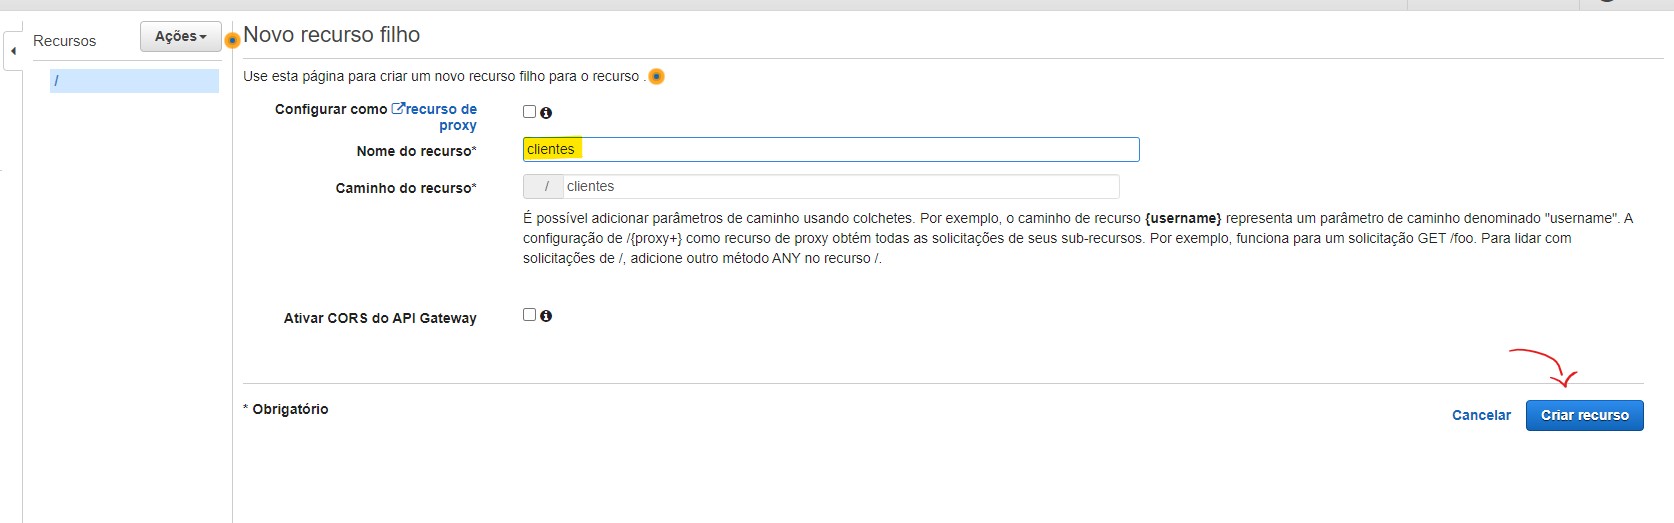 Recursos
Ações
/
Novo recurso filho
Use esta página para criar um novo recurso filho para o recurso .
Configurar como recurso de
proxy
Nome do recurso*
clientes
Caminho do recurso*
/ clientes
É possível adicionar parâmetros de caminho usando colchetes. Por exemplo, o caminho de recurso {username} representa um parâmetro de caminho denominado "username". A
configuração de /{proxy+} como recurso de proxy obtém todas as solicitações de seus sub-recursos. Por exemplo, funciona para um solicitação GET /foo. Para lidar com
solicitações de /, adicione outro método ANY no recurso /.
Ativar CORS do API Gateway
* Obrigatório
Cancelar
Criar recurso